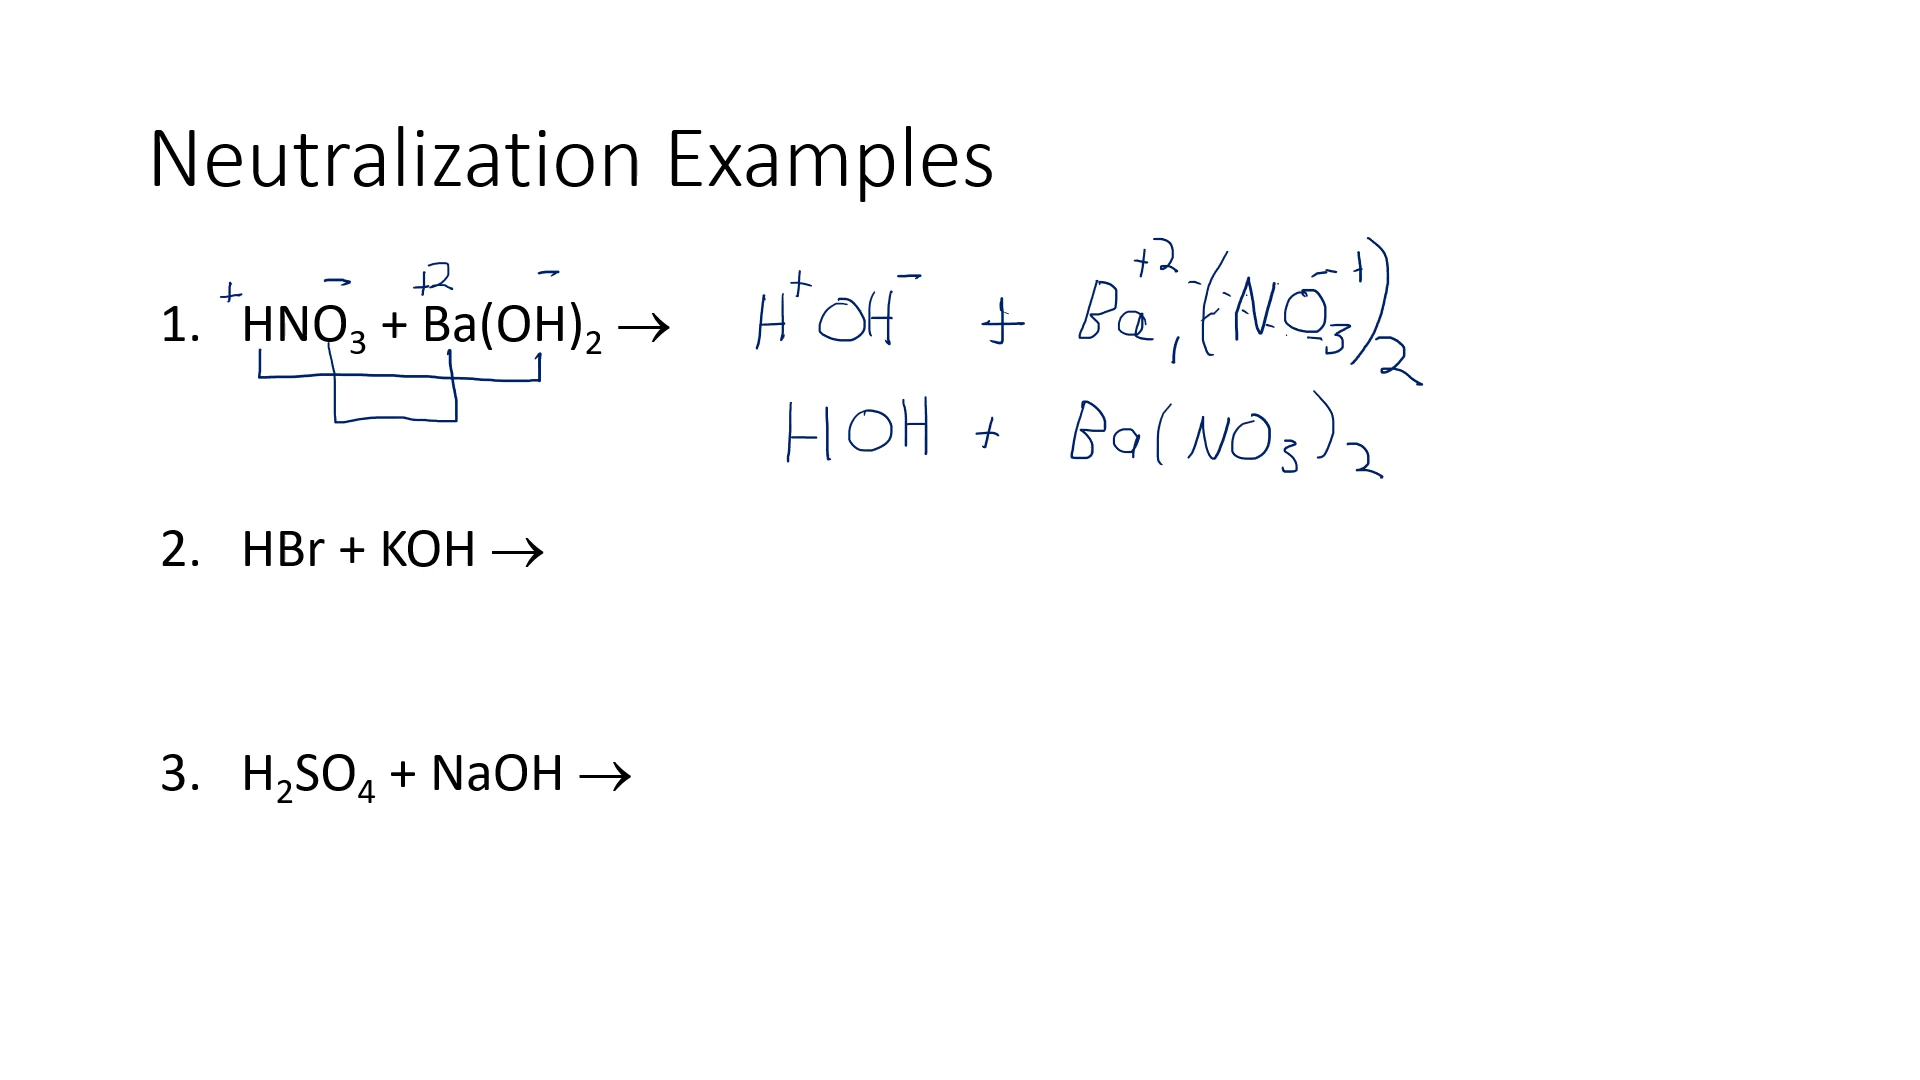 Neutralization Examples
1. ⁺HNO₃⁻ + Ba⁺²(OH)₂⁻ → H⁺OH⁻ + Ba₁⁺²(NO₃⁻¹)₂
HOH + Ba(NO₃)₂
2. HBr + KOH →
3. H₂SO₄ + NaOH →